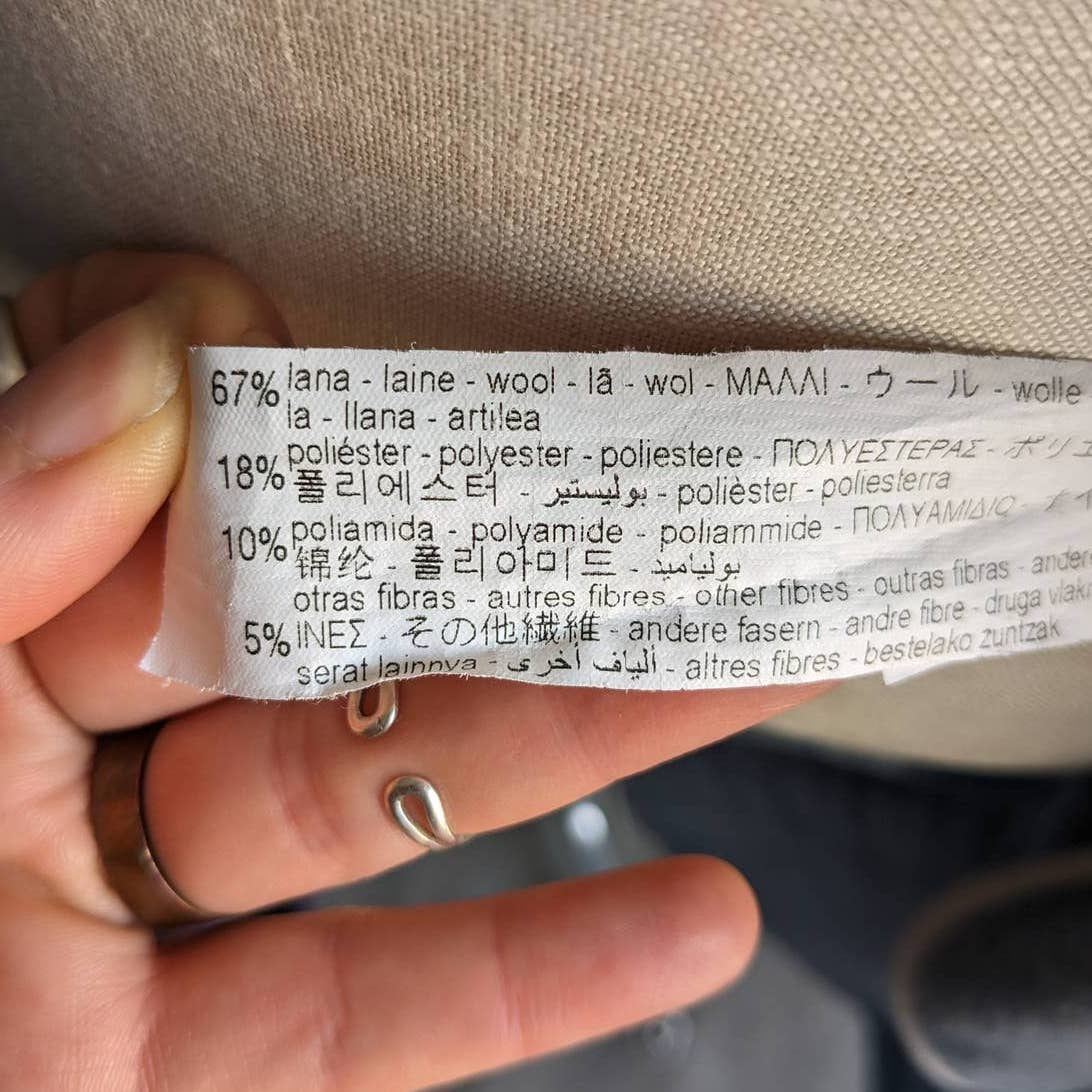 67% lana - laine - wool - lã - wol - ΜΑΛΛΙ - ウール - wolle
la - llana - artilea
18% poliéster - polyester - poliestere - ΠΟΛΥΕΣΤΕΡΑΣ -
폴리에스터 - بوليستير - polièster - poliesterra
10% poliamida - polyamide - poliammide - ΠΟΛΥΑΜΙΔΙΟ -
锦纶 - 폴리아미드 - بولياميد
otras fibras - autres fibres - other fibres - outras fibras -
5% ΙΝΕΣ - その他繊維 - andere fasern - andre fibre - druga
serat lainnya - ألياف أخرى - altres fibres - bestelako zuntzak